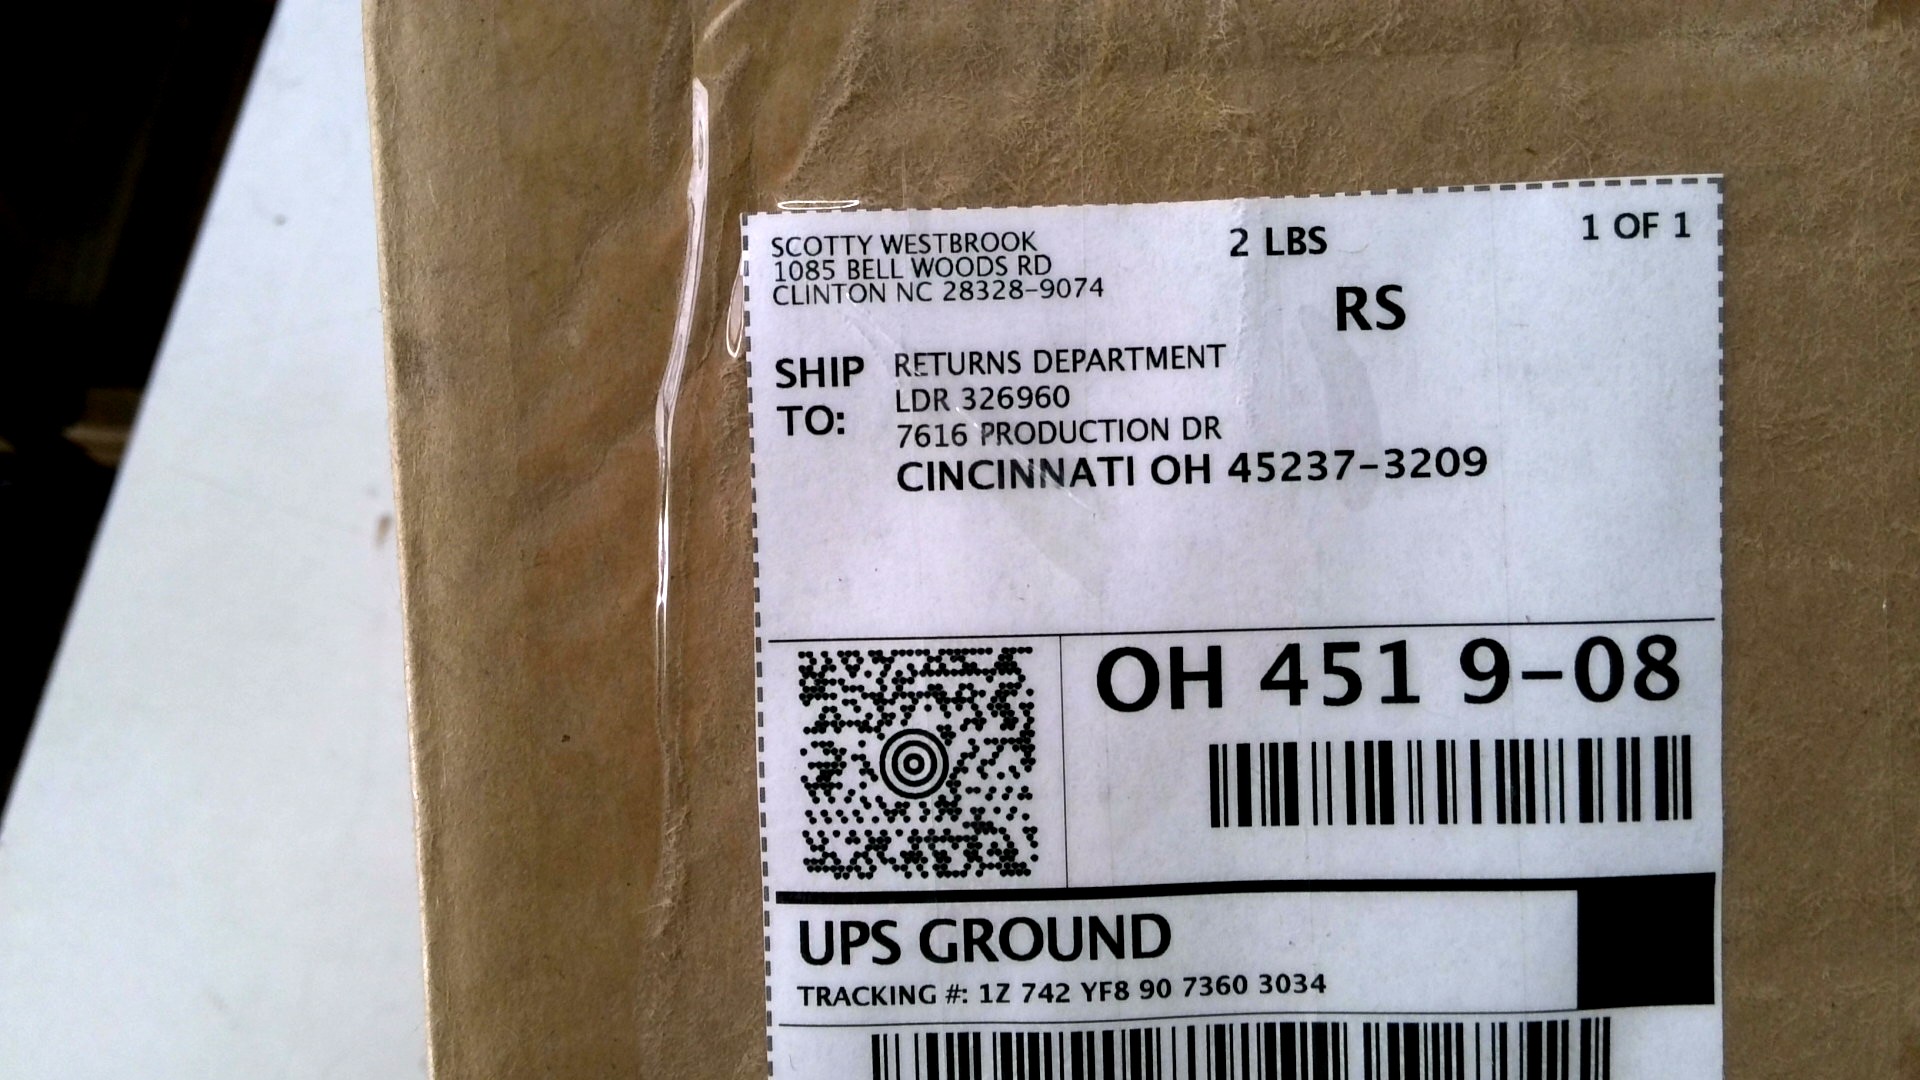 SCOTTY WESTBROOK
1085 BELL WOODS RD
CLINTON NC 28328-9074
2 LBS
1 OF 1
RS
SHIP TO:
RETURNS DEPARTMENT
LDR 326960
7616 PRODUCTION DR
CINCINNATI OH 45237-3209
OH 451 9-08
UPS GROUND
TRACKING #: 1Z 742 YF8 90 7360 3034